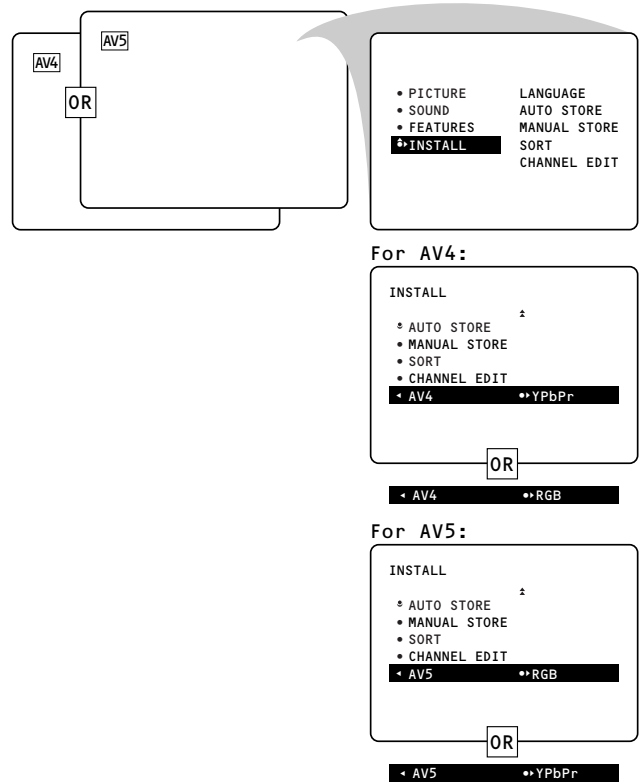 AV5
AV4
OR
• PICTURE LANGUAGE
• SOUND AUTO STORE
• FEATURES MANUAL STORE
INSTALL SORT
CHANNEL EDIT
For AV4:
INSTALL
AUTO STORE
• MANUAL STORE
• SORT
• CHANNEL EDIT
◂ AV4 •▸YPbPr
OR
◂ AV4 •▸RGB
For AV5:
INSTALL
AUTO STORE
• MANUAL STORE
• SORT
• CHANNEL EDIT
◂ AV5 •▸RGB
OR
◂ AV5 •▸YPbPr